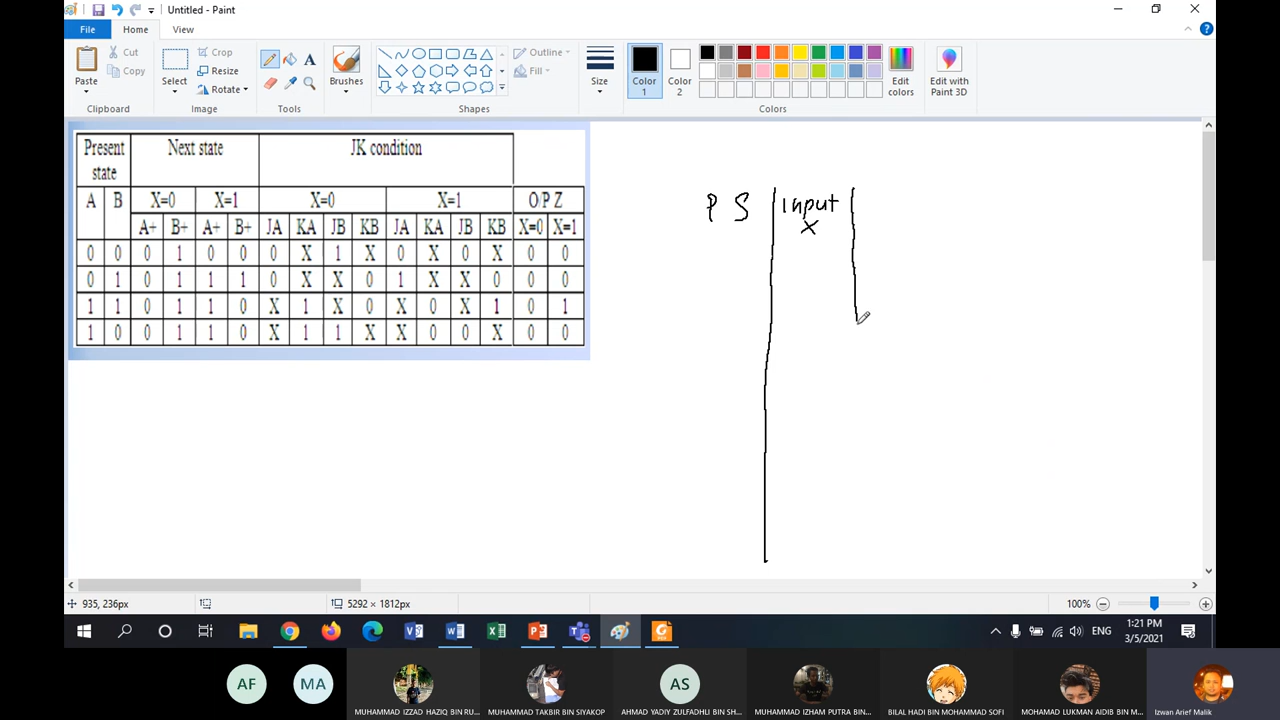 Untitled - Paint
File Home View
Paste
Cut
Copy
Clipboard
Select
Crop
Resize
Rotate
Image
A
Tools
Brushes
Shapes
Outline
Fill
Size
Color 1
Color 2
Colors
Edit colors
Edit with Paint 3D
Present state Next state JK condition
A B X=0 X=1 X=0 X=1 O/P Z
A+ B+ A+ B+ JA KA JB KB JA KA JB KB X=0 X=1
0 0 0 1 0 0 0 X 1 X 0 X 0 X 0 0
0 1 0 1 1 1 0 X X 0 1 X X 0 0 0
1 1 0 1 1 0 X 1 X 0 X 0 X 1 0 1
1 0 0 1 1 0 X 1 1 X X 0 0 X 0 0
P S Input
X
935, 236px
5292 × 1812px
100%
ENG
1:21 PM
3/5/2021
AF
MA
AS
MUHAMMAD IZZAD HAZIQ BIN RU...
MUHAMMAD TAKBIR BIN SIYAKOP
AHMAD YADIY ZULFADHLI BIN SH...
MUHAMMAD IZHAM PUTRA BIN...
BILAL HADI BIN MOHAMMAD SOFI
MOHAMAD LUKMAN AIDIB BIN M...
Izwan Arief Malik